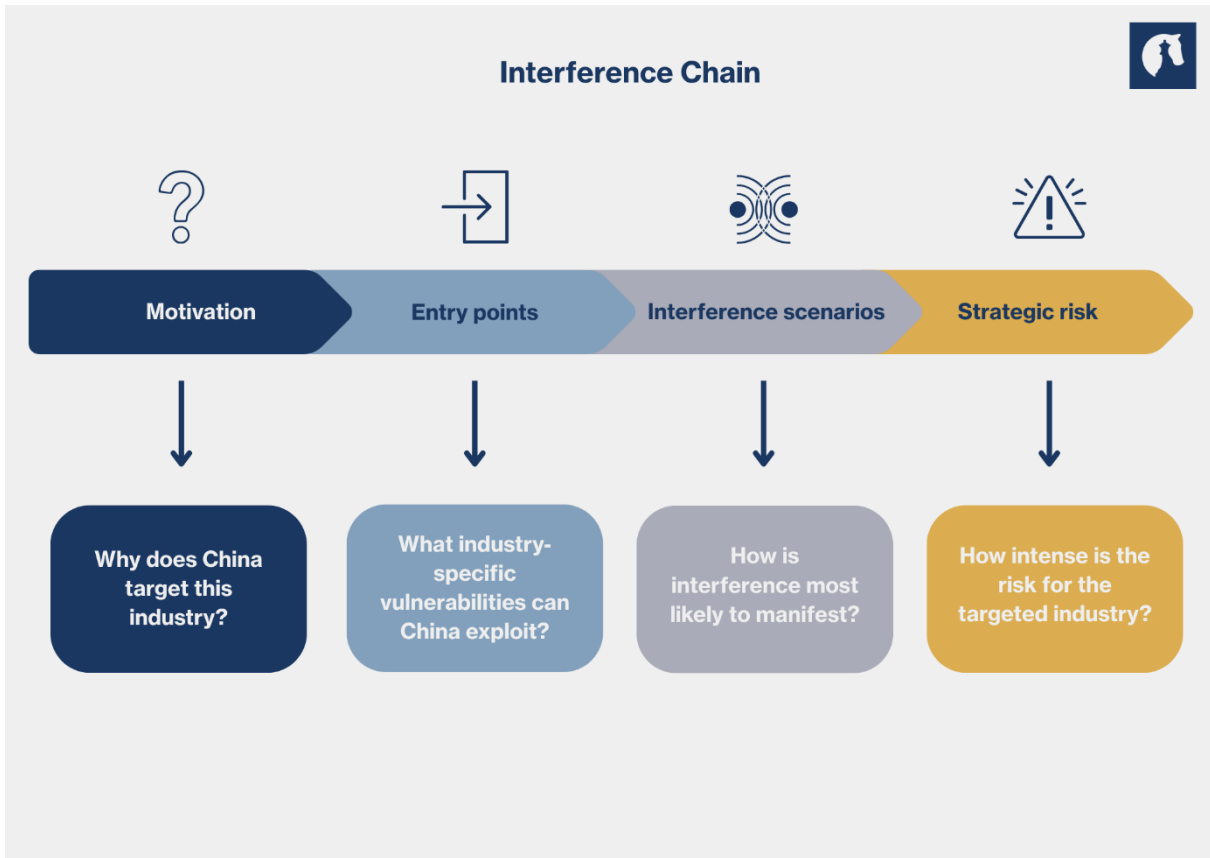 Interference Chain
Motivation
Entry points
Interference scenarios
Strategic risk
Why does China
target this
industry?
What industry-
specific
vulnerabilities can
China exploit?
How is
interference most
likely to manifest?
How intense is the
risk for the
targeted industry?